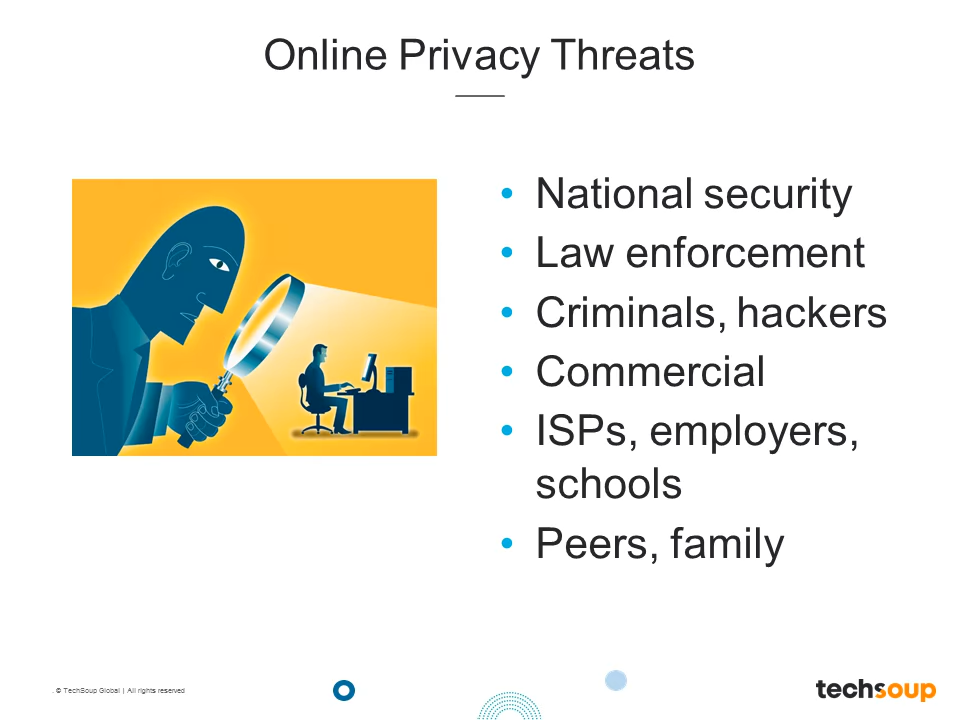 Online Privacy Threats
• National security
• Law enforcement
• Criminals, hackers
• Commercial
• ISPs, employers,
schools
• Peers, family
. © TechSoup Global | All rights reserved
techsoup